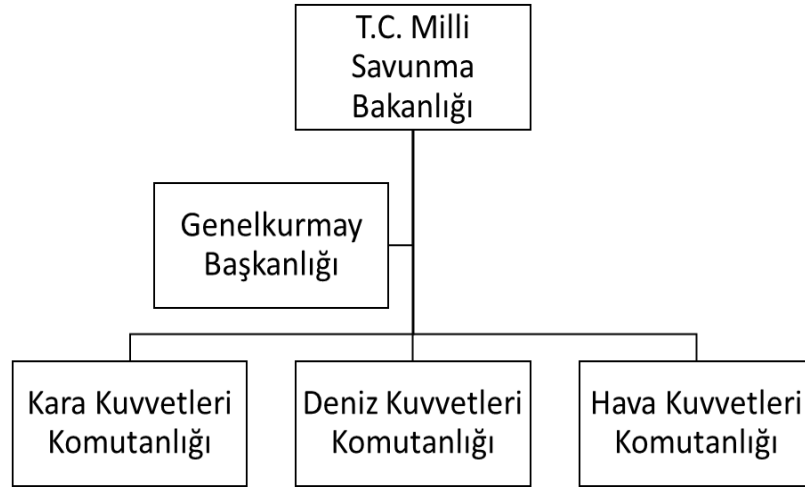 T.C. Milli
Savunma
Bakanlığı
Genelkurmay
Başkanlığı
Kara Kuvvetleri
Komutanlığı
Deniz Kuvvetleri
Komutanlığı
Hava Kuvvetleri
Komutanlığı